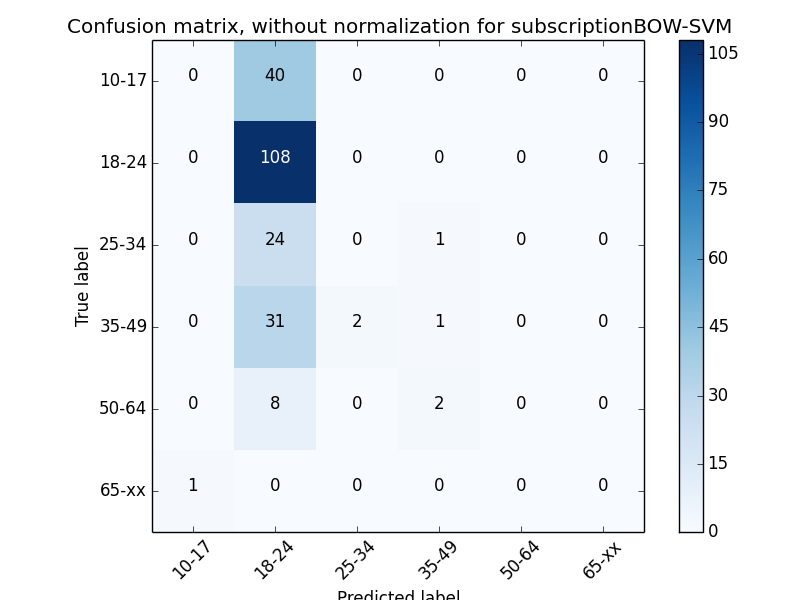 Confusion matrix, without normalization for subscriptionBOW-SVM
10-17 0 40 0 0 0 0
18-24 0 108 0 0 0 0
25-34 0 24 0 1 0 0
35-49 0 31 2 1 0 0
50-64 0 8 0 2 0 0
65-xx 1 0 0 0 0 0
True label
10-17 18-24 25-34 35-49 50-64 65-xx
Predicted label
105
90
75
60
45
30
15
0